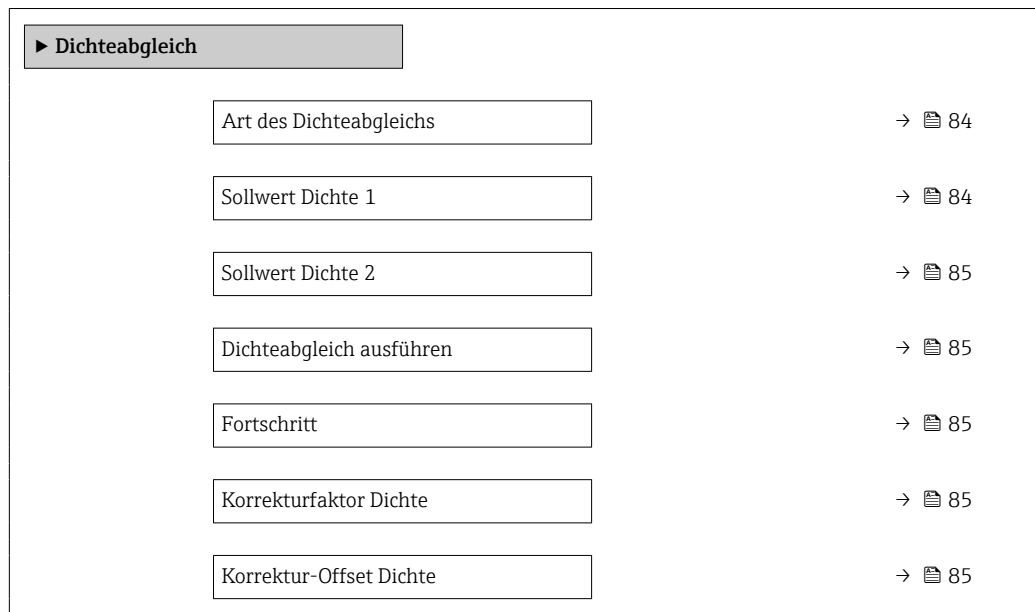 ▶ Dichteabgleich
Art des Dichteabgleichs → 84
Sollwert Dichte 1 → 84
Sollwert Dichte 2 → 85
Dichteabgleich ausführen → 85
Fortschritt → 85
Korrekturfaktor Dichte → 85
Korrektur-Offset Dichte → 85